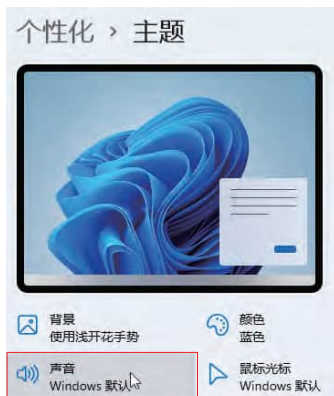 个性化 › 主题
背景
使用浅开花手势
颜色
蓝色
声音
Windows 默认
鼠标光标
Windows 默认